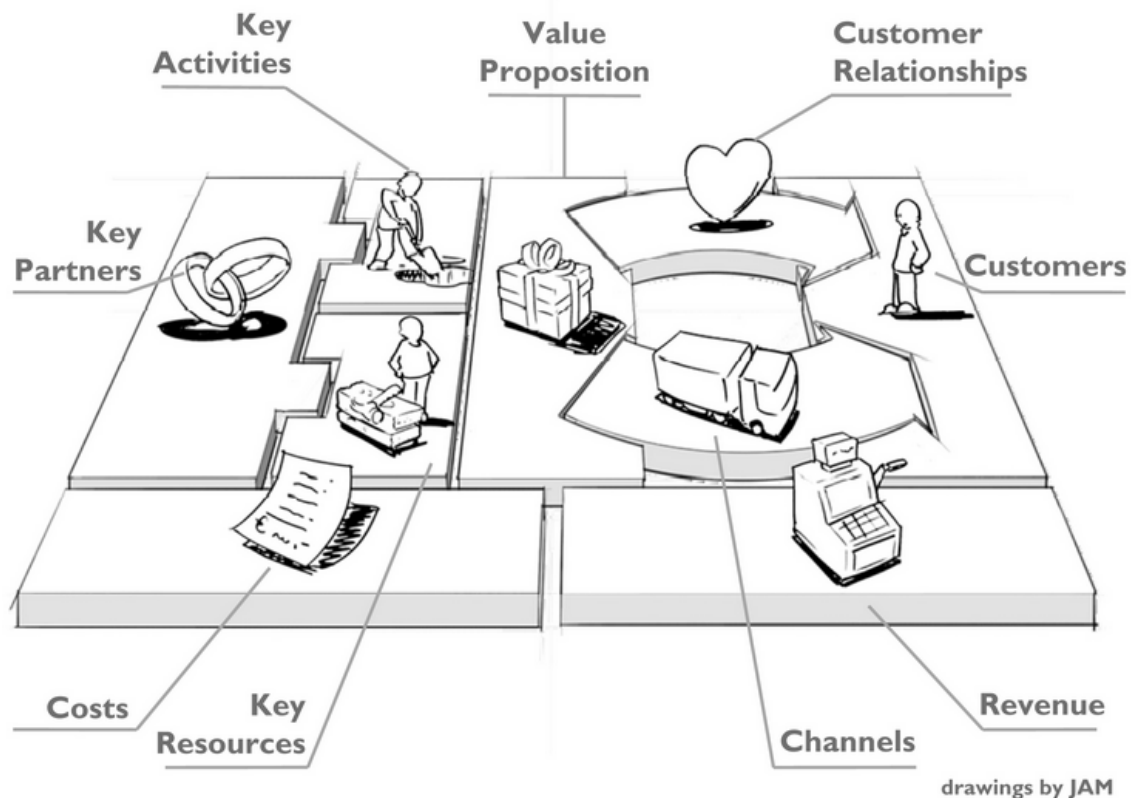 Key
Activities
Value
Proposition
Customer
Relationships
Key
Partners
Customers
Costs
Key
Resources
Channels
Revenue
drawings by JAM